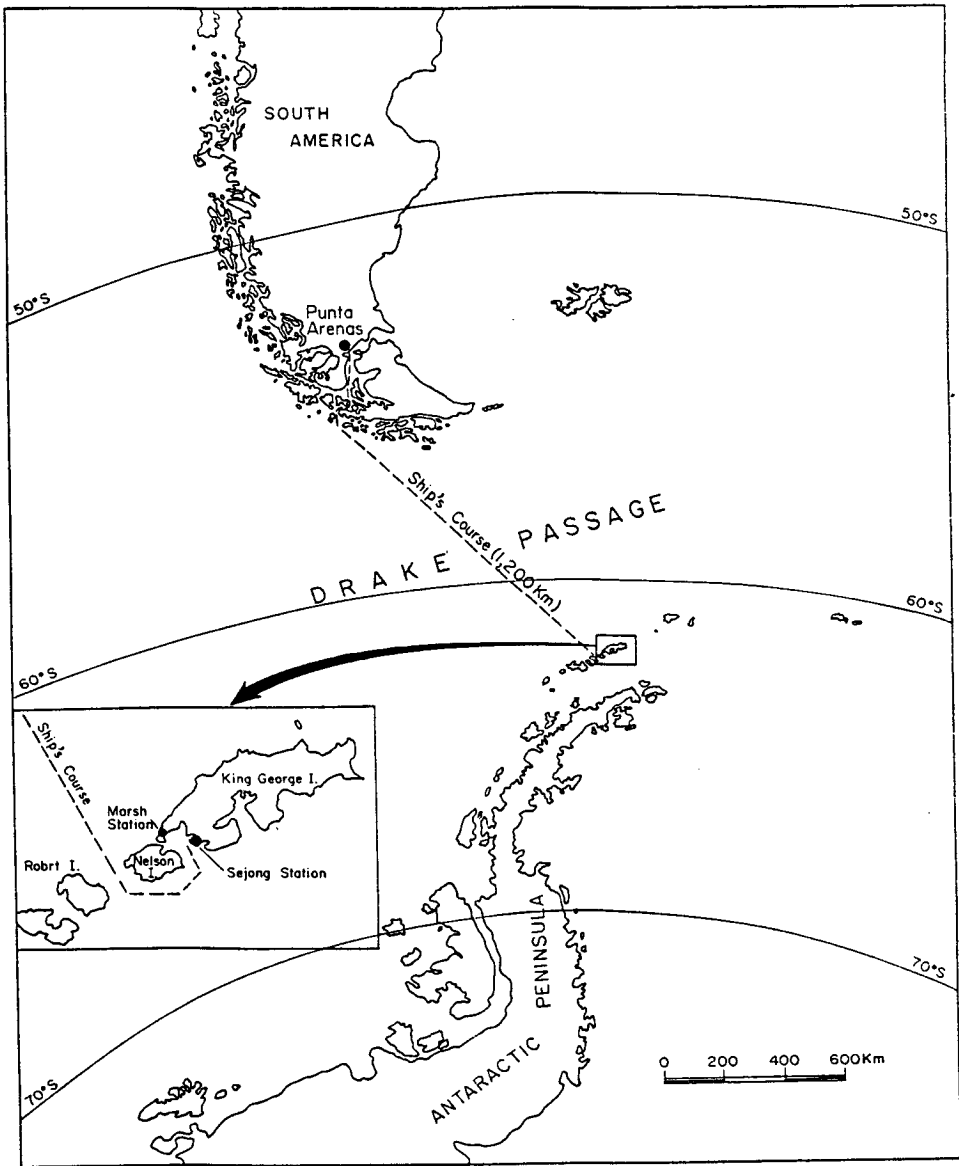 SOUTH
AMERICA
50°S
50°S
Punta
Arenas
Ship's Course (1,200Km)
DRAKE PASSAGE
60°S
60°S
Ship's Course
King George I.
Marsh
Station
Nelson
I.
Sejong Station
Robrt I.
70°S
70°S
ANTARACTIC PENINSULA
0 200 400 600Km